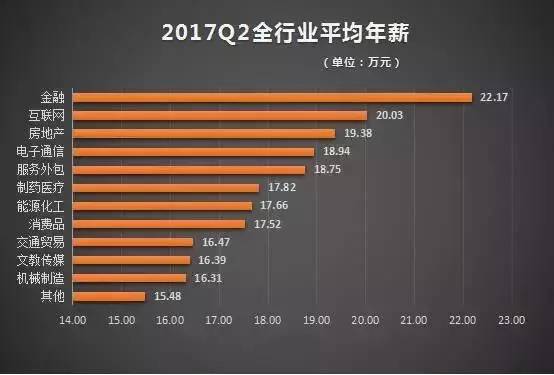 2017Q2全行业平均年薪
（单位：万元）
金融 22.17
互联网 20.03
房地产 19.38
电子通信 18.94
服务外包 18.75
制药医疗 17.82
能源化工 17.66
消费品 17.52
交通贸易 16.47
文教传媒 16.39
机械制造 16.31
其他 15.48
14.00 15.00 16.00 17.00 18.00 19.00 20.00 21.00 22.00 23.00